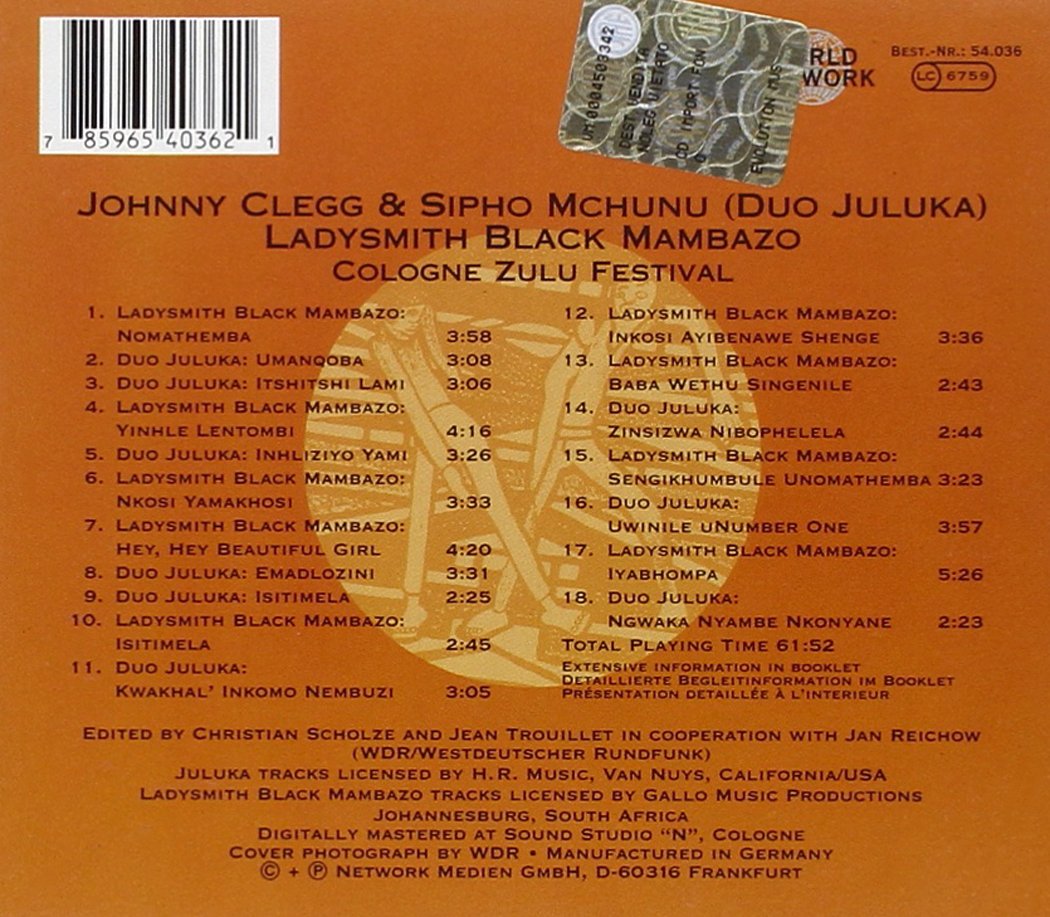 7 85965 40362 1
VM:0004503342
DEST.VENDITA
NOLEG.VIETATO
CD IMPORT FON
0
EVOLUTION MUS
RLD
WORK
BEST.-NR.: 54.036
LC 6759
JOHNNY CLEGG & SIPHO MCHUNU (DUO JULUKA)
LADYSMITH BLACK MAMBAZO
COLOGNE ZULU FESTIVAL
1. LADYSMITH BLACK MAMBAZO:
NOMATHEMBA 3:58
2. DUO JULUKA: UMANQOBA 3:08
3. DUO JULUKA: ITSHITSHI LAMI 3:06
4. LADYSMITH BLACK MAMBAZO:
YINHLE LENTOMBI 4:16
5. DUO JULUKA: INHLIZIYO YAMI 3:26
6. LADYSMITH BLACK MAMBAZO:
NKOSI YAMAKHOSI 3:33
7. LADYSMITH BLACK MAMBAZO:
HEY, HEY BEAUTIFUL GIRL 4:20
8. DUO JULUKA: EMADLOZINI 3:31
9. DUO JULUKA: ISITIMELA 2:25
10. LADYSMITH BLACK MAMBAZO:
ISITIMELA 2:45
11. DUO JULUKA:
KWAKHAL' INKOMO NEMBUZI 3:05
12. LADYSMITH BLACK MAMBAZO:
INKOSI AYIBENAWE SHENGE 3:36
13. LADYSMITH BLACK MAMBAZO:
BABA WETHU SINGENILE 2:43
14. DUO JULUKA:
ZINSIZWA NIBOPHELELA 2:44
15. LADYSMITH BLACK MAMBAZO:
SENGIKHUMBULE UNOMATHEMBA 3:23
16. DUO JULUKA:
UWINILE uNUMBER ONE 3:57
17. LADYSMITH BLACK MAMBAZO:
IYABHOMPA 5:26
18. DUO JULUKA:
NGWAKA NYAMBE NKONYANE 2:23
TOTAL PLAYING TIME 61:52
EXTENSIVE INFORMATION IN BOOKLET
DETAILLIERTE BEGLEITINFORMATION IM BOOKLET
PRÉSENTATION DETAILLÉE À L'INTERIEUR
EDITED BY CHRISTIAN SCHOLZE AND JEAN TROUILLET IN COOPERATION WITH JAN REICHOW
(WDR/WESTDEUTSCHER RUNDFUNK)
JULUKA TRACKS LICENSED BY H.R. MUSIC, VAN NUYS, CALIFORNIA/USA
LADYSMITH BLACK MAMBAZO TRACKS LICENSED BY GALLO MUSIC PRODUCTIONS
JOHANNESBURG, SOUTH AFRICA
DIGITALLY MASTERED AT SOUND STUDIO "N", COLOGNE
COVER PHOTOGRAPH BY WDR • MANUFACTURED IN GERMANY
© + ℗ NETWORK MEDIEN GMBH, D-60316 FRANKFURT